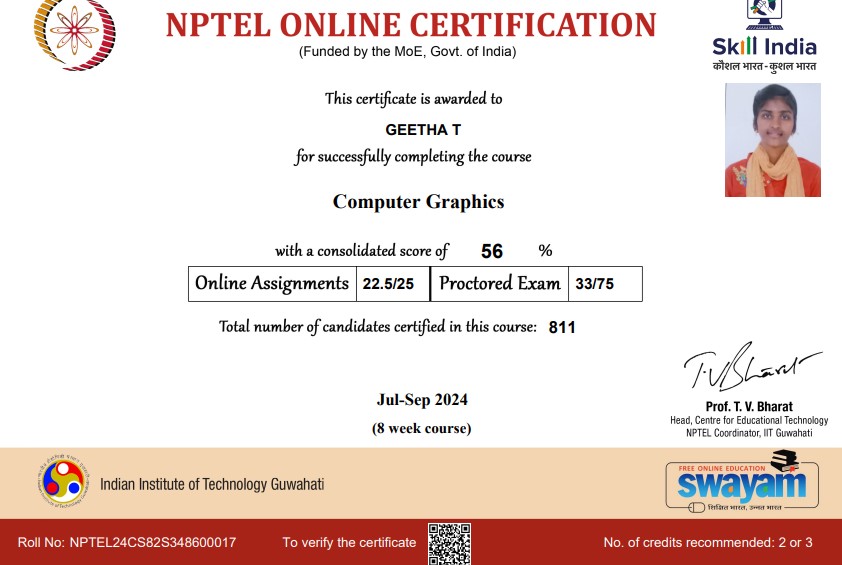 NPTEL ONLINE CERTIFICATION
(Funded by the MoE, Govt. of India)
Skill India
कौशल भारत - कुशल भारत
This certificate is awarded to
GEETHA T
for successfully completing the course
Computer Graphics
with a consolidated score of 56 %
Online Assignments 22.5/25 Proctored Exam 33/75
Total number of candidates certified in this course: 811
T.V.Bharat
Prof. T. V. Bharat
Head, Centre for Educational Technology
NPTEL Coordinator, IIT Guwahati
Jul-Sep 2024
(8 week course)
Indian Institute of Technology Guwahati
FREE ONLINE EDUCATION
swayam
शिक्षित भारत, उन्नत भारत
Roll No: NPTEL24CS82S348600017 To verify the certificate No. of credits recommended: 2 or 3